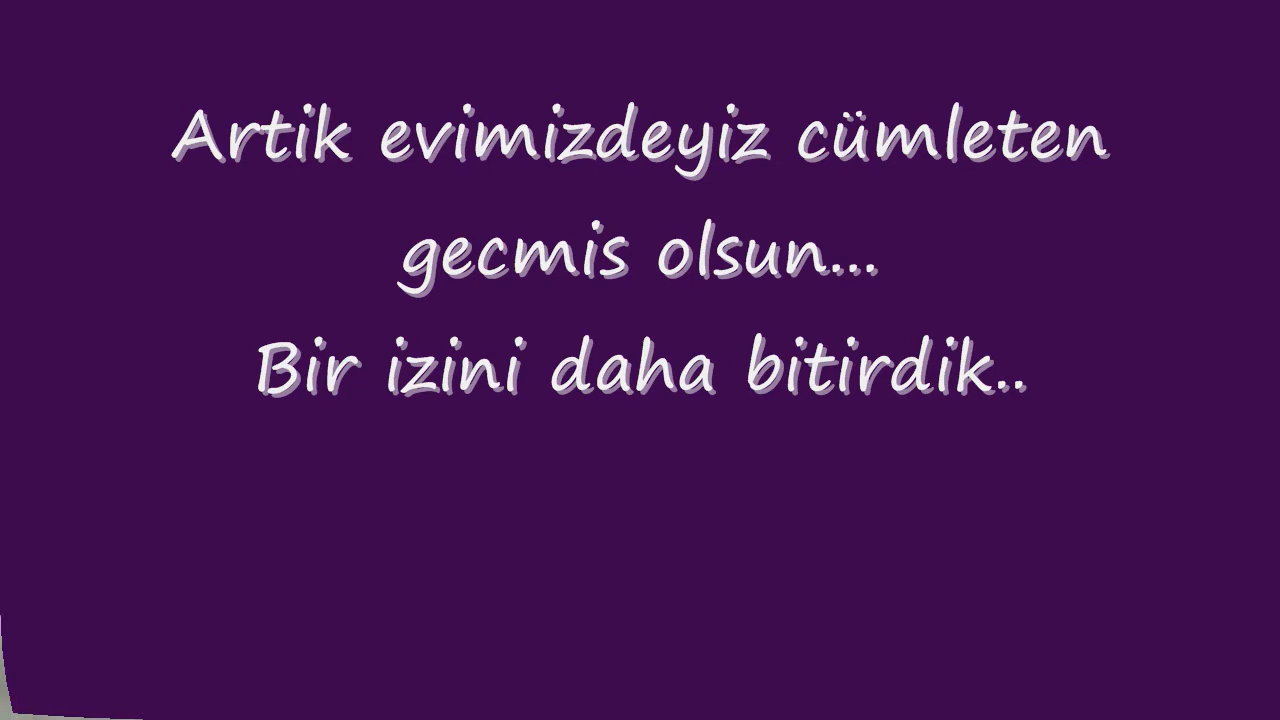 Artik evimizdeyiz cümleten
gecmis olsun...
Bir izini daha bitirdik..